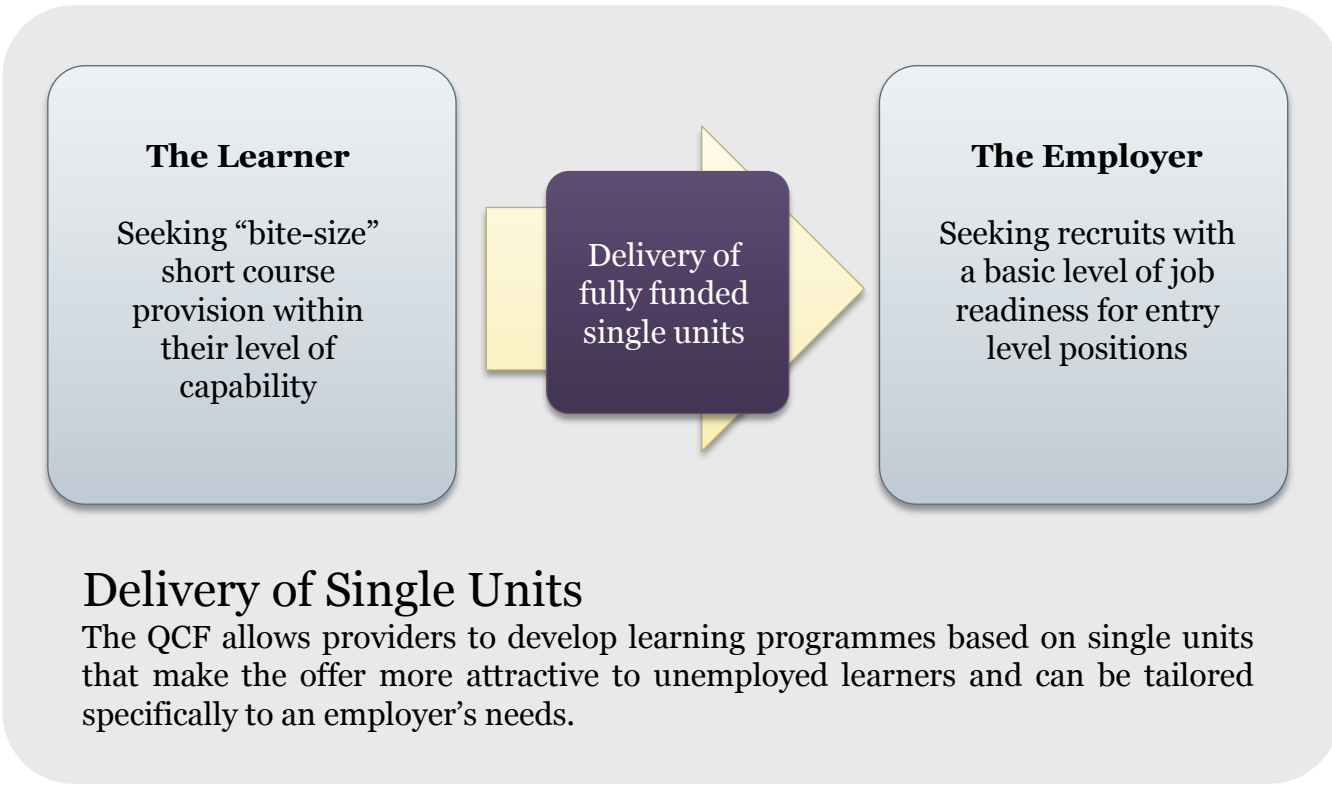 The Learner
Seeking “bite-size”
short course
provision within
their level of
capability
Delivery of
fully funded
single units
The Employer
Seeking recruits with
a basic level of job
readiness for entry
level positions
Delivery of Single Units
The QCF allows providers to develop learning programmes based on single units
that make the offer more attractive to unemployed learners and can be tailored
specifically to an employer’s needs.